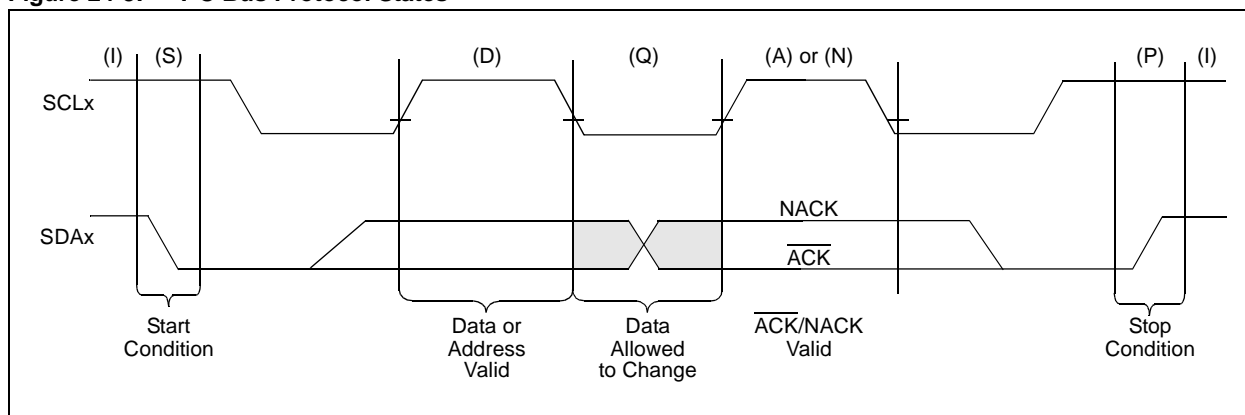 (I) (S) (D) (Q) (A) or (N) (P) (I)
SCLx
SDAx
NACK
ACK
Start
Condition
Data or
Address
Valid
Data
Allowed
to Change
ACK/NACK
Valid
Stop
Condition